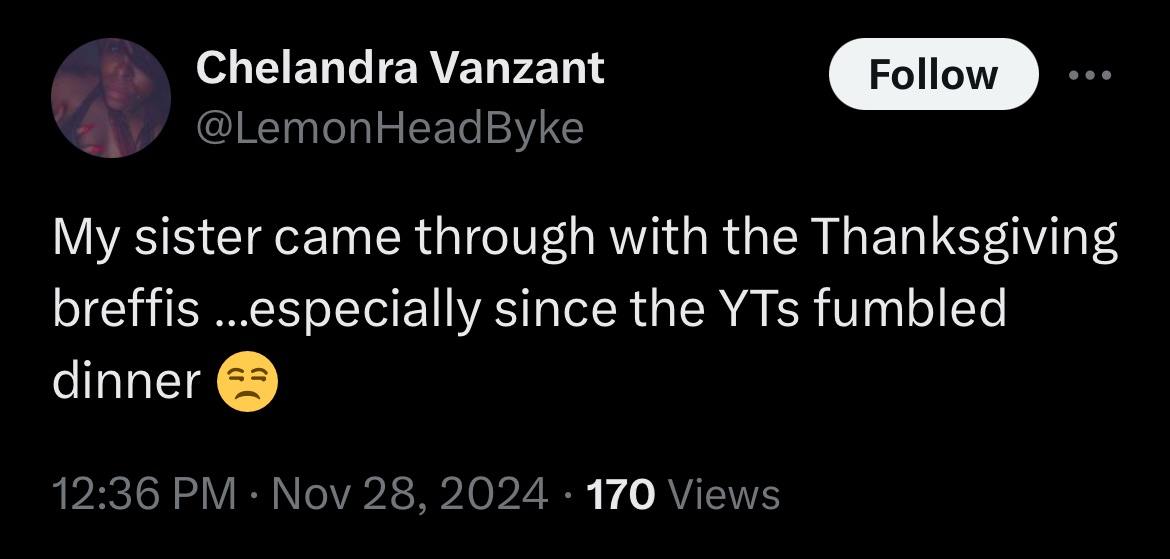 Chelandra Vanzant
Follow
@LemonHeadByke
My sister came through with the Thanksgiving
breffis ...especially since the YTs fumbled
dinner 😒
12:36 PM · Nov 28, 2024 · 170 Views